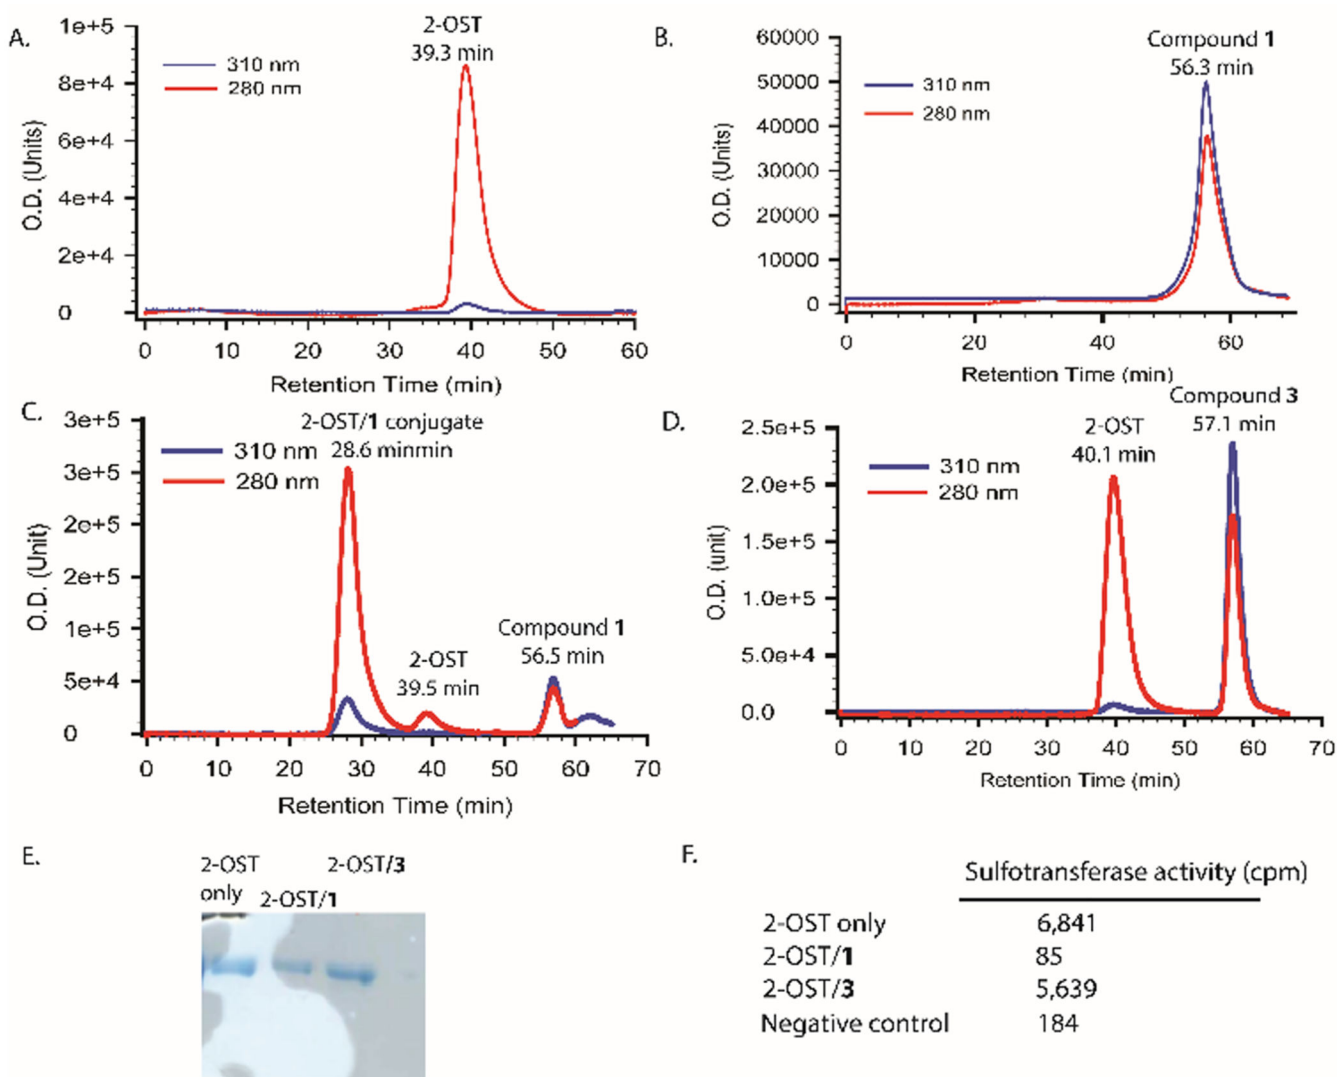 A.
1e+5
8e+4
6e+4
4e+4
2e+4
0
O.D. (Units)
310 nm
280 nm
2-OST
39.3 min
0 10 20 30 40 50 60
Retention Time (min)
B.
60000
50000
40000
30000
20000
10000
0
O.D. (Units)
310 nm
280 nm
Compound 1
56.3 min
0 20 40 60
Retention Time (min)
C.
3e+5
3e+5
2e+5
2e+5
1e+5
5e+4
0
O.D. (Unit)
2-OST/1 conjugate
310 nm 28.6 minmin
280 nm
2-OST
39.5 min
Compound 1
56.5 min
0 10 20 30 40 50 60 70
Retention Time (min)
D.
2.5e+5
2.0e+5
1.5e+5
1.0e+5
5.0e+4
0.0
O.D. (unit)
310 nm
280 nm
2-OST
40.1 min
Compound 3
57.1 min
0 10 20 30 40 50 60 70
Retention Time (min)
E.
2-OST
only
2-OST/1
2-OST/3
F.
Sulfotransferase activity (cpm)
2-OST only 6,841
2-OST/1 85
2-OST/3 5,639
Negative control 184